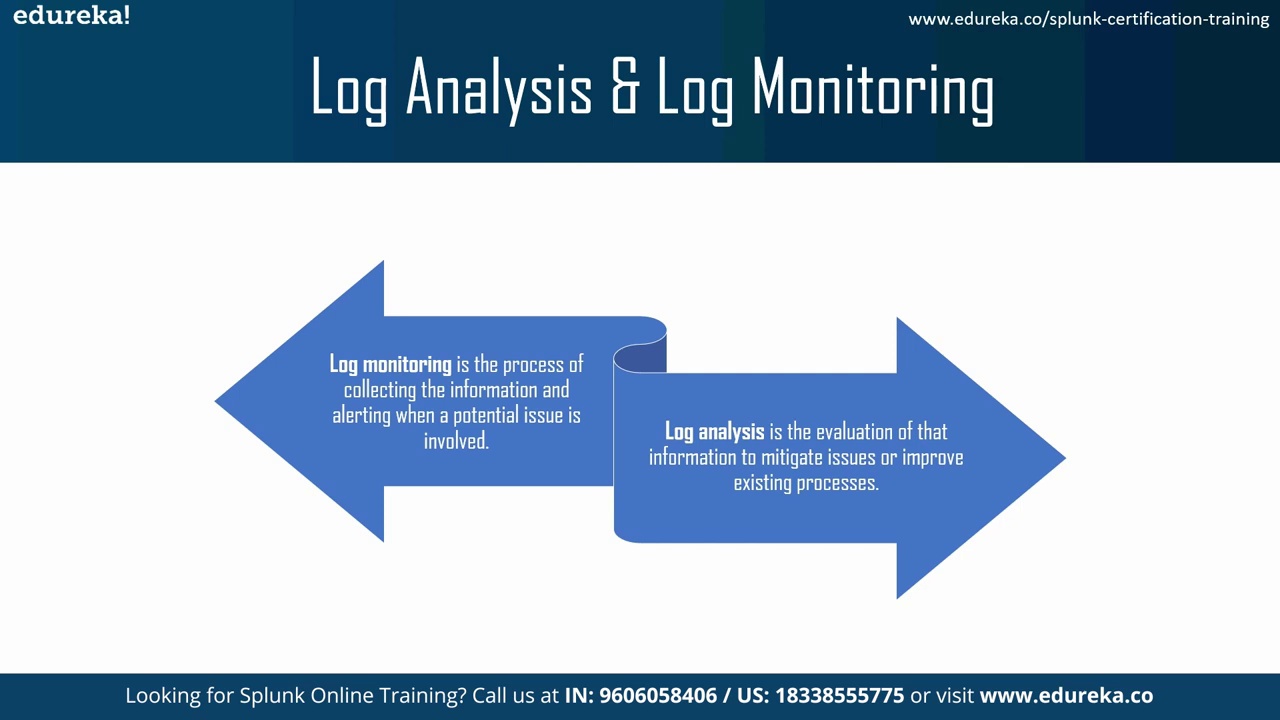 edureka!
www.edureka.co/splunk-certification-training
Log Analysis & Log Monitoring
Log monitoring is the process of
collecting the information and
alerting when a potential issue is
involved.
Log analysis is the evaluation of that
information to mitigate issues or improve
existing processes.
Looking for Splunk Online Training? Call us at IN: 9606058406 / US: 18338555775 or visit www.edureka.co